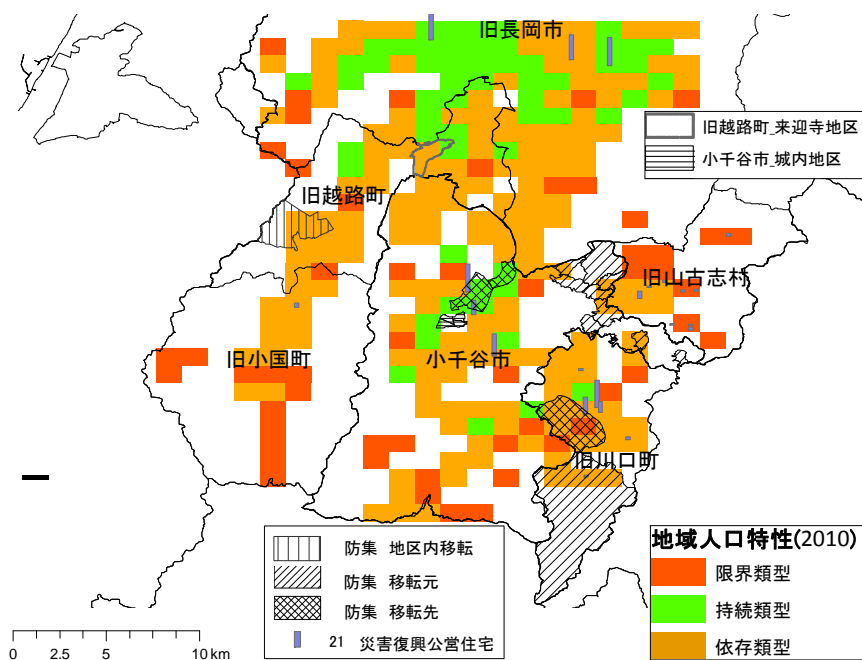 旧長岡市
旧越路町_来迎寺地区
小千谷市_城内地区
旧越路町
旧山古志村
旧小国町
小千谷市
旧川口町
防集 地区内移転
防集 移転元
防集 移転先
21 災害復興公営住宅
地域人口特性(2010)
限界類型
持続類型
依存類型
0 2.5 5 10 km